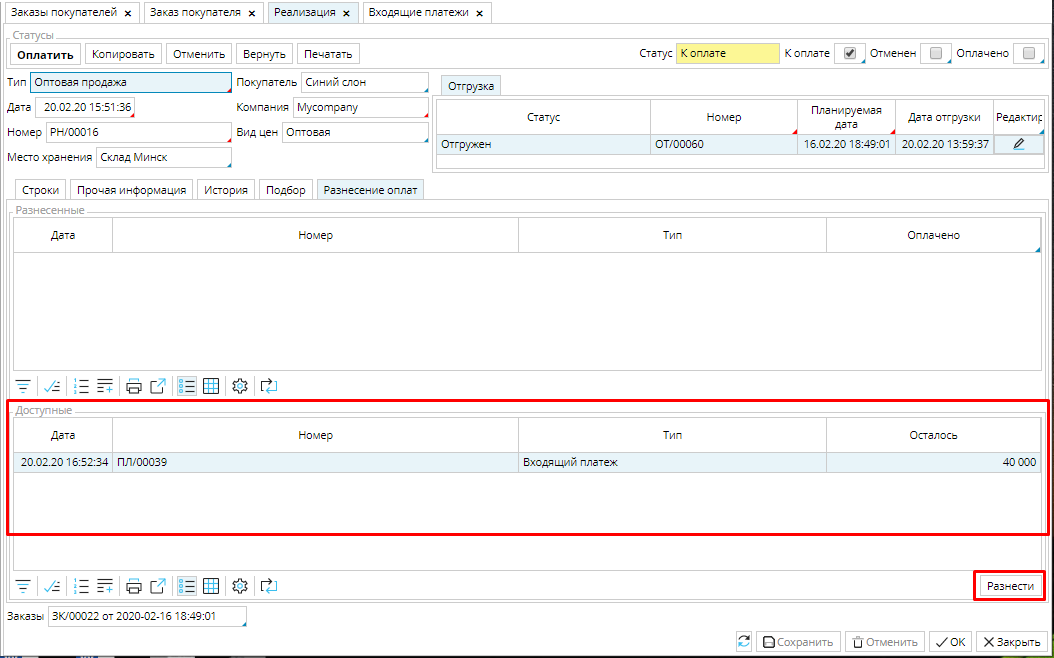 Заказы покупателей × Заказ покупателя × Реализация × Входящие платежи ×
Статусы
Оплатить Копировать Отменить Вернуть Печатать Статус К оплате К оплате Отменен Оплачено
Тип Оптовая продажа Покупатель Синий слон
Дата 20.02.20 15:51:36 Компания Mycompany
Номер РН/00016 Вид цен Оптовая
Место хранения Склад Минск
Отгрузка
Статус Номер Планируемая дата Дата отгрузки Редактир
Отгружен ОТ/00060 16.02.20 18:49:01 20.02.20 13:59:37
Строки Прочая информация История Подбор Разнесение оплат
Разнесенные
Дата Номер Тип Оплачено
Доступные
Дата Номер Тип Осталось
20.02.20 16:52:34 ПЛ/00039 Входящий платеж 40 000
Разнести
Заказы ЗК/00022 от 2020-02-16 18:49:01
Сохранить Отменить OK Закрыть